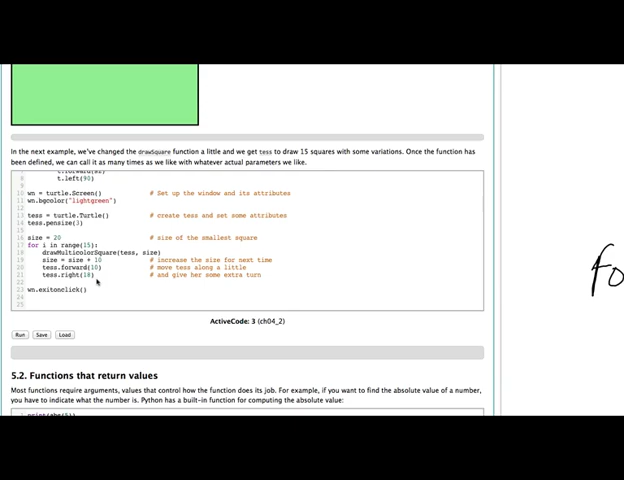 In the next example, we've changed the drawSquare function a little and we get tess to draw 15 squares with some variations. Once the function has
been defined, we can call it as many times as we like with whatever actual parameters we like.
8 t.left(90)
9
10 wn = turtle.Screen() # Set up the window and its attributes
11 wn.bgcolor("lightgreen")
12
13 tess = turtle.Turtle() # create tess and set some attributes
14 tess.pensize(3)
15
16 size = 20 # size of the smallest square
17 for i in range(15):
18 drawMulticolorSquare(tess, size)
19 size = size + 10 # increase the size for next time
20 tess.forward(10) # move tess along a little
21 tess.right(18) # and give her some extra turn
22
23 wn.exitonclick()
24
25
ActiveCode: 3 (ch04_2)
Run Save Load
5.2. Functions that return values
Most functions require arguments, values that control how the function does its job. For example, if you want to find the absolute value of a number,
you have to indicate what the number is. Python has a built-in function for computing the absolute value:
fo